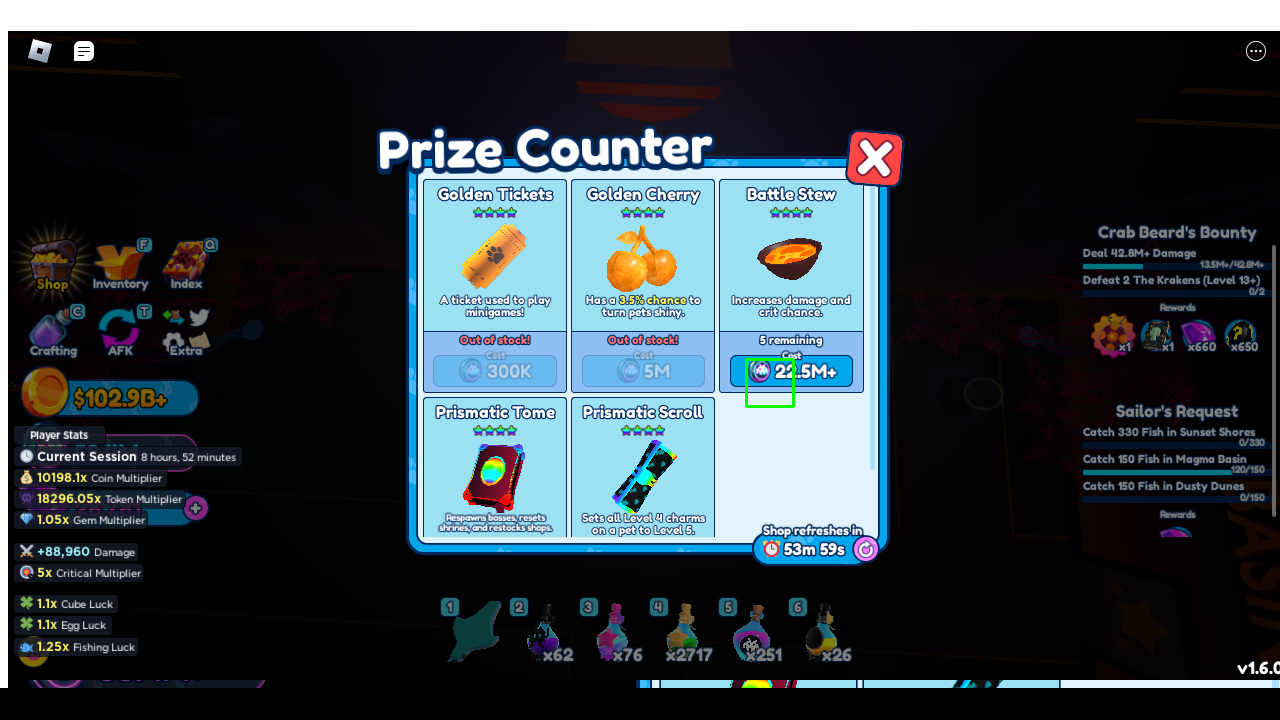 Prize Counter
Golden Tickets
A ticket used to play
minigames!
Out of stock!
Cost
300K
Golden Cherry
Has a 3.5% chance to
turn pets shiny.
Out of stock!
Cost
5M
Battle Stew
Increases damage and
crit chance.
5 remaining
Cost
22.5M+
Prismatic Tome
Respawns bosses, resets
shrines, and restocks shops.
Prismatic Scroll
Sets all Level 4 charms
on a pet to Level 5.
Shop refreshes in
53m 59s
Shop
F
Inventory
Q
Index
C
Crafting
T
AFK
Extra
$102.9B+
Player Stats
Current Session 8 hours, 52 minutes
10198.1x Coin Multiplier
18296.05x Token Multiplier
1.05x Gem Multiplier
+88,960 Damage
5x Critical Multiplier
1.1x Cube Luck
1.1x Egg Luck
1.25x Fishing Luck
Crab Beard's Bounty
Deal 42.8M+ Damage
13.5M+/42.8M+
Defeat 2 The Krakens (Level 13+)
0/2
Rewards
x1 x1 x660 x650
Sailor's Request
Catch 330 Fish in Sunset Shores
0/330
Catch 150 Fish in Magma Basin
120/150
Catch 150 Fish in Dusty Dunes
0/150
Rewards
1 2 3 4 5 6
x62 x76 x2717 x251 x26
v1.6.0